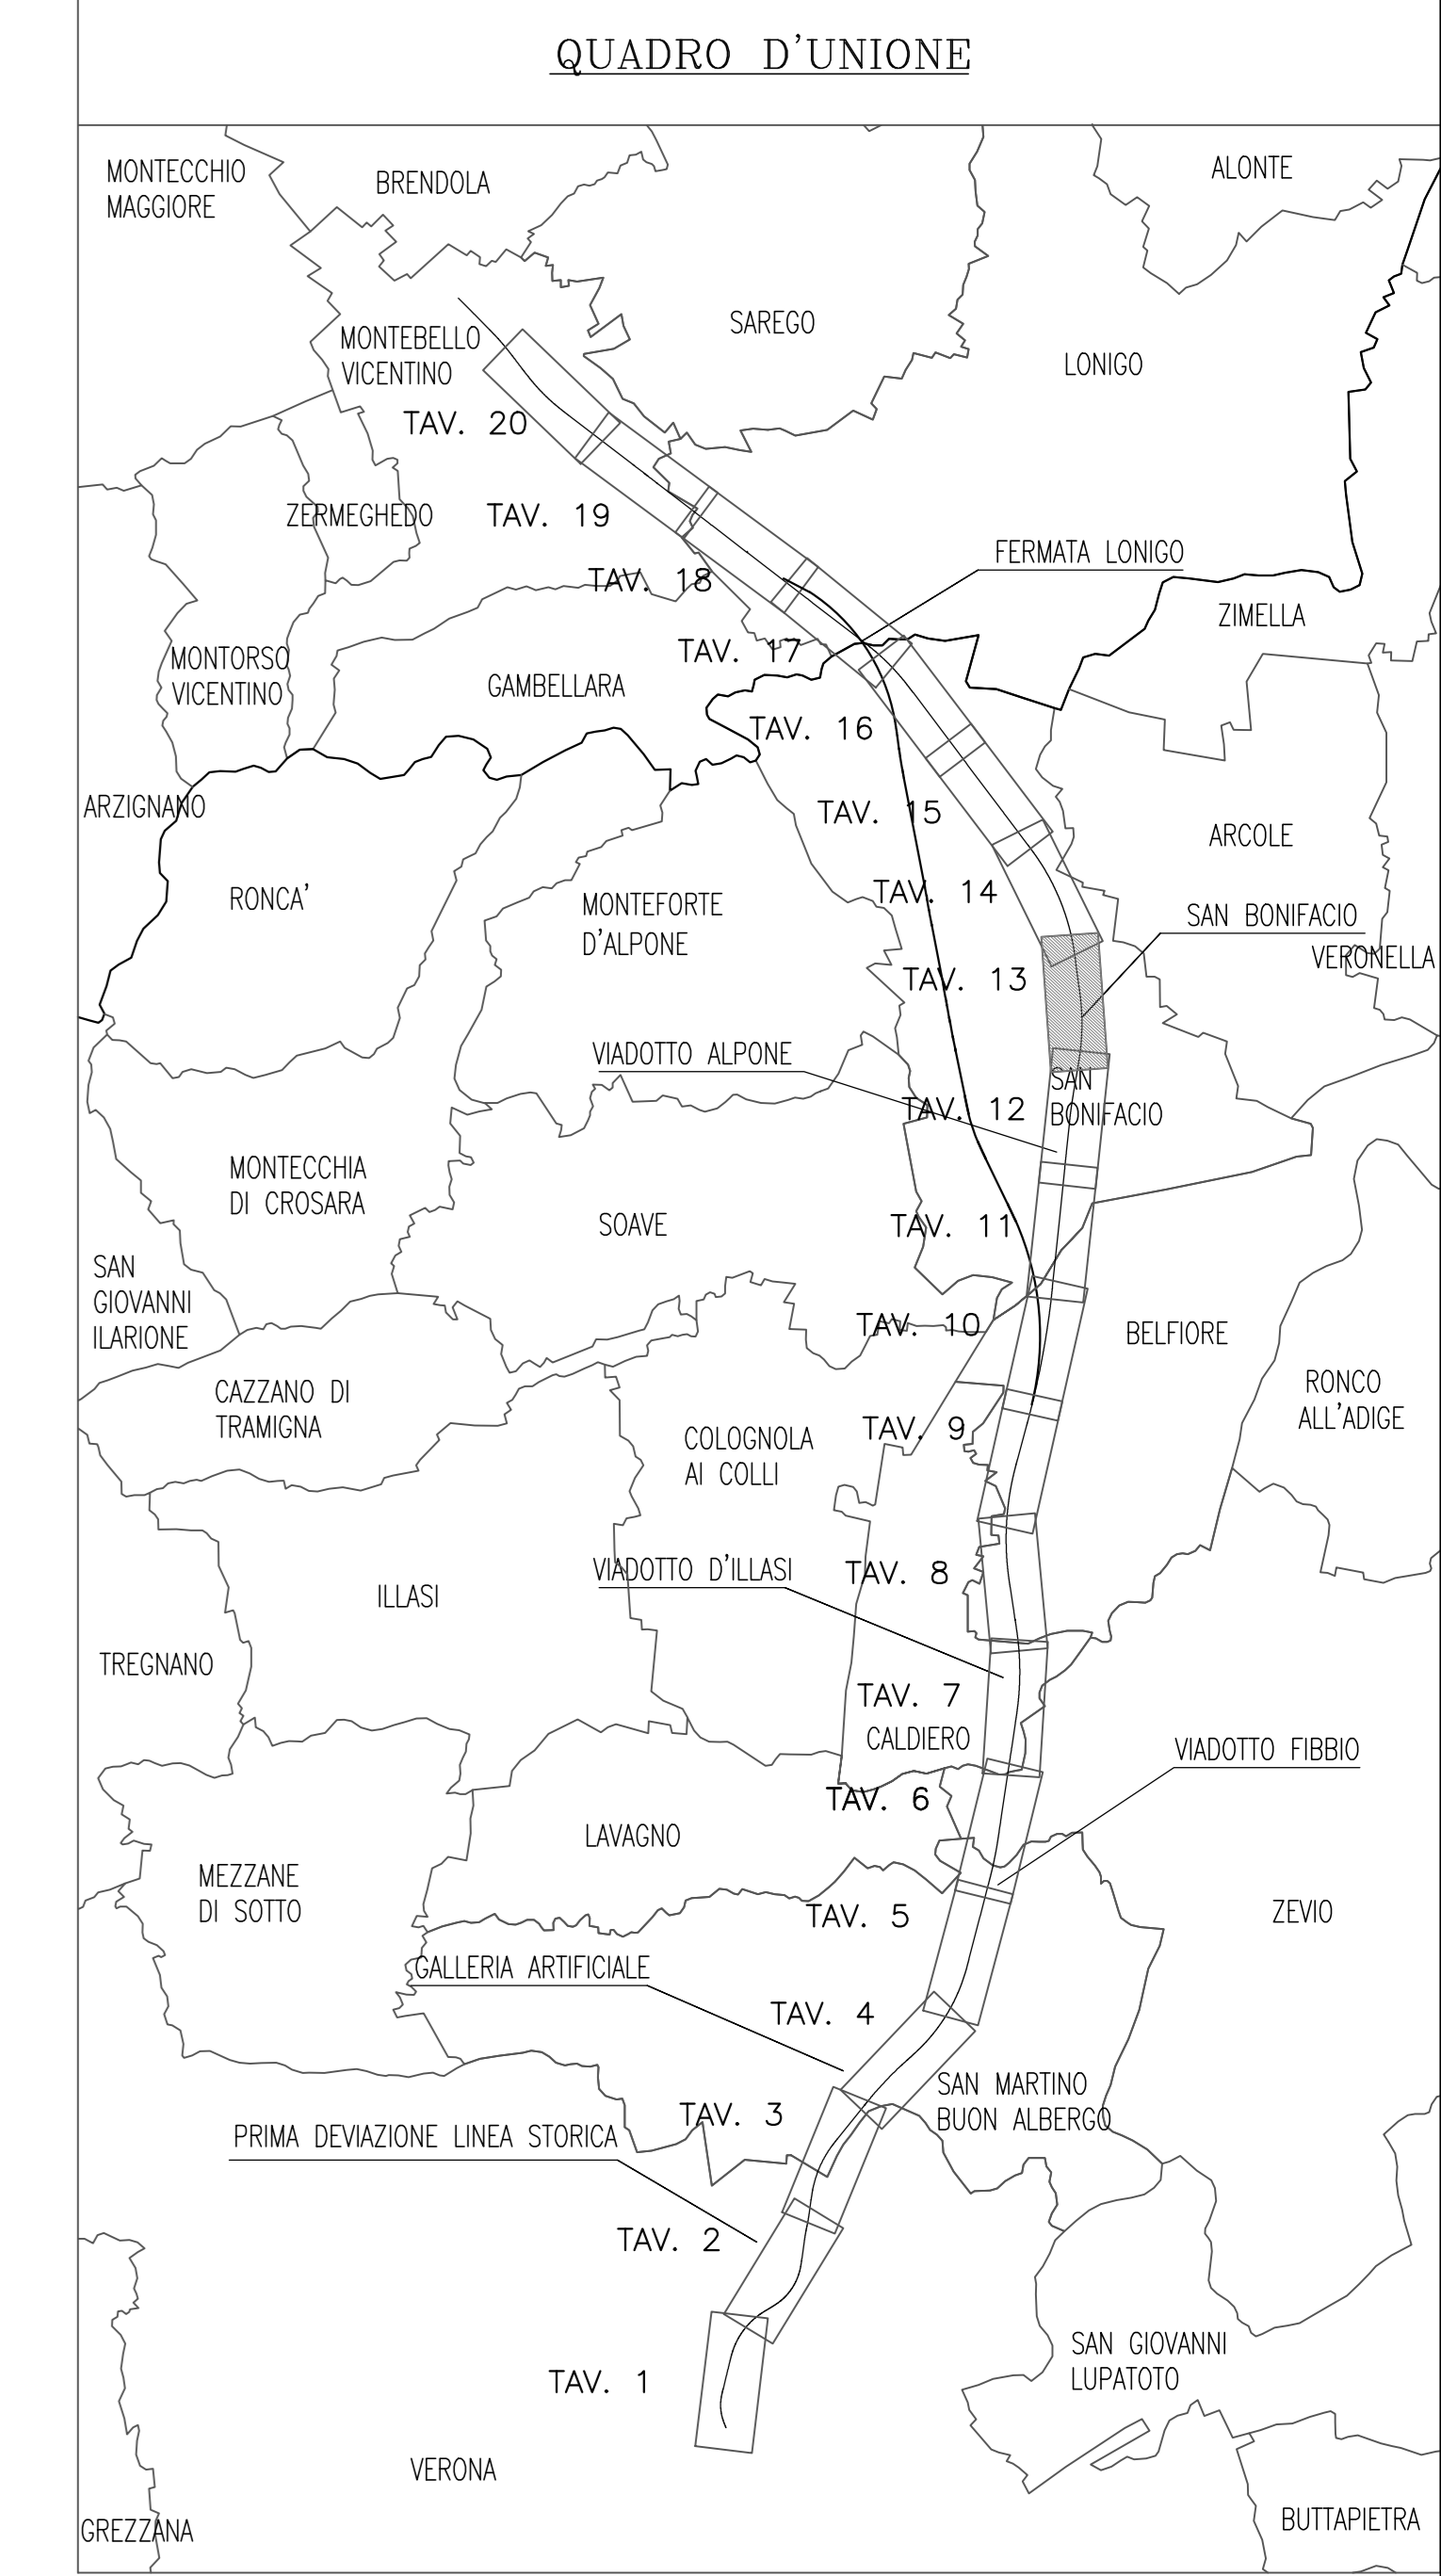 QUADRO D'UNIONE
MONTECCHIO
MAGGIORE
BRENDOLA
ALONTE
SAREGO
MONTEBELLO
VICENTINO
LONIGO
TAV. 20
ZERMEGHEDO
TAV. 19
FERMATA LONIGO
TAV. 18
ZIMELLA
TAV. 17
MONTORSO
VICENTINO
GAMBELLARA
TAV. 16
ARZIGNANO
TAV. 15
ARCOLE
RONCA'
MONTEFORTE
D'ALPONE
TAV. 14
SAN BONIFACIO
VERONELLA
TAV. 13
VIADOTTO ALPONE
SAN
BONIFACIO
TAV. 12
MONTECCHIA
DI CROSARA
SOAVE
TAV. 11
SAN
GIOVANNI
ILARIONE
TAV. 10
BELFIORE
CAZZANO DI
TRAMIGNA
RONCO
ALL'ADIGE
COLOGNOLA
AI COLLI
TAV. 9
VIADOTTO D'ILLASI
TAV. 8
ILLASI
TREGNANO
TAV. 7
CALDIERO
VIADOTTO FIBBIO
TAV. 6
LAVAGNO
MEZZANE
DI SOTTO
ZEVIO
TAV. 5
GALLERIA ARTIFICIALE
TAV. 4
SAN MARTINO
BUON ALBERGO
TAV. 3
PRIMA DEVIAZIONE LINEA STORICA
TAV. 2
SAN GIOVANNI
LUPATOTO
TAV. 1
VERONA
GREZZANA
BUTTAPIETRA